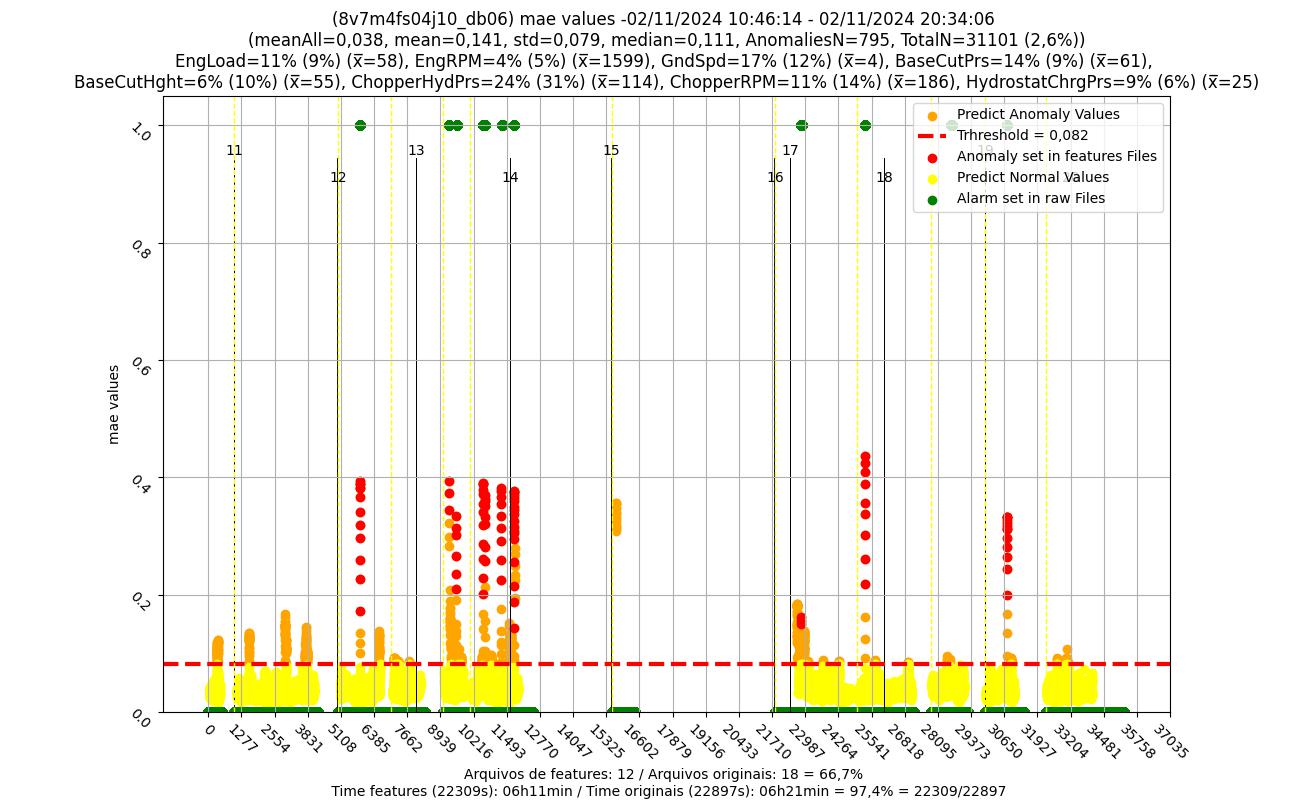 (8v7m4fs04j10_db06) mae values -02/11/2024 10:46:14 - 02/11/2024 20:34:06
(meanAll=0,038, mean=0,141, std=0,079, median=0,111, AnomaliesN=795, TotalN=31101 (2,6%))
EngLoad=11% (9%) (x̅=58), EngRPM=4% (5%) (x̅=1599), GndSpd=17% (12%) (x̅=4), BaseCutPrs=14% (9%) (x̅=61),
BaseCutHght=6% (10%) (x̅=55), ChopperHydPrs=24% (31%) (x̅=114), ChopperRPM=11% (14%) (x̅=186), HydrostatChrgPrs=9% (6%) (x̅=25)
Predict Anomaly Values
Trhreshold = 0,082
Anomaly set in features Files
Predict Normal Values
Alarm set in raw Files
11 13 15 17 19
12 14 16 18
mae values
1.0
0.8
0.6
0.4
0.2
0.0
0 1277 2554 3831 5108 6385 7662 8939 10216 11493 12770 14047 15325 16602 17879 19156 20433 21710 22987 24264 25541 26818 28095 29373 30650 31927 33204 34481 35758 37035
Arquivos de features: 12 / Arquivos originais: 18 = 66,7%
Time features (22309s): 06h11min / Time originais (22897s): 06h21min = 97,4% = 22309/22897